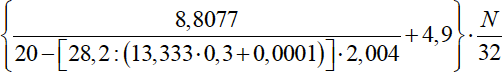 { 8,8077 / (20−[28,2:(13,333·0,3+0,0001)]·2,004) +4,9 } · N/32